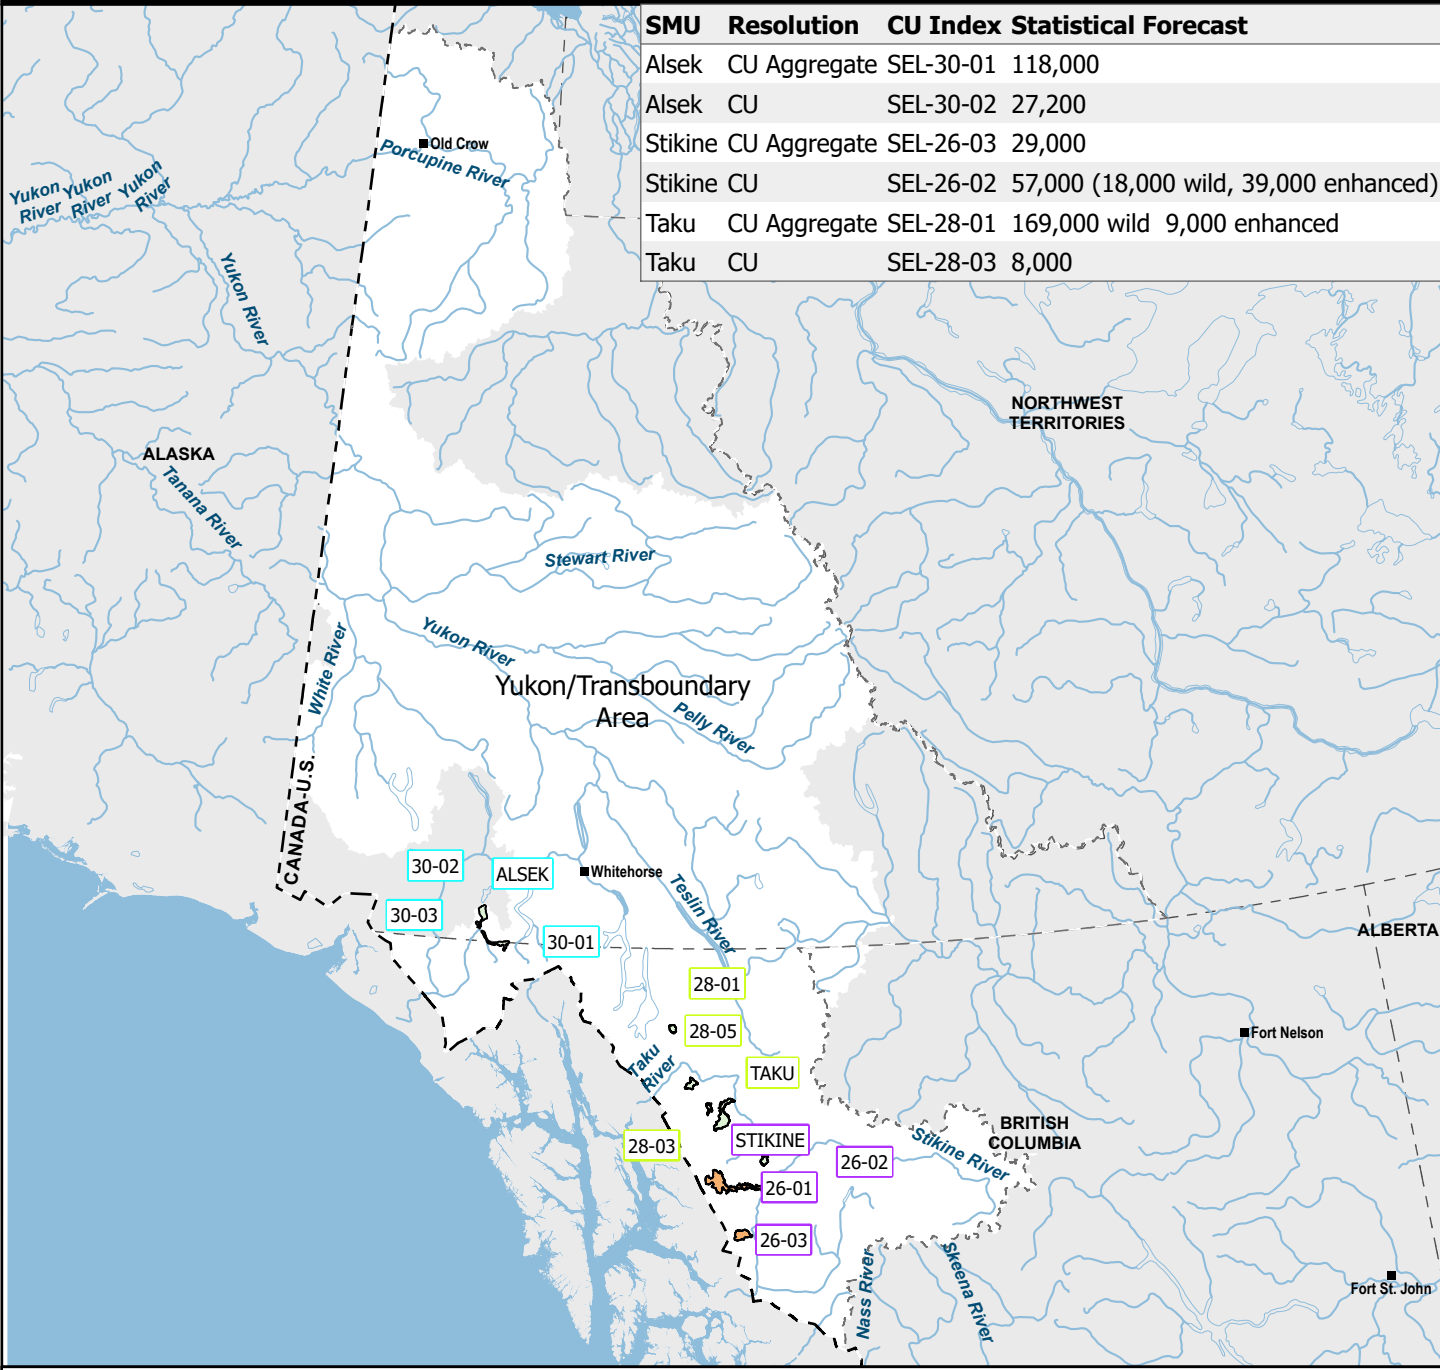 SMU Resolution CU Index Statistical Forecast
Alsek CU Aggregate SEL-30-01 118,000
Alsek CU SEL-30-02 27,200
Stikine CU Aggregate SEL-26-03 29,000
Stikine CU SEL-26-02 57,000 (18,000 wild, 39,000 enhanced)
Taku CU Aggregate SEL-28-01 169,000 wild 9,000 enhanced
Taku CU SEL-28-03 8,000
Old Crow
Porcupine River
Yukon
River
Yukon
River
Yukon
River
Yukon River
NORTHWEST
TERRITORIES
ALASKA
Tanana River
Stewart River
Yukon River
White River
Yukon/Transboundary
Area
Pelly River
CANADA-U.S.
30-02
ALSEK
Whitehorse
Teslin River
30-03
30-01
ALBERTA
28-01
28-05
Fort Nelson
Taku
River
TAKU
28-03
STIKINE
BRITISH
COLUMBIA
Stikine River
26-02
26-01
26-03
Nass River
Skeena River
Fort St. John